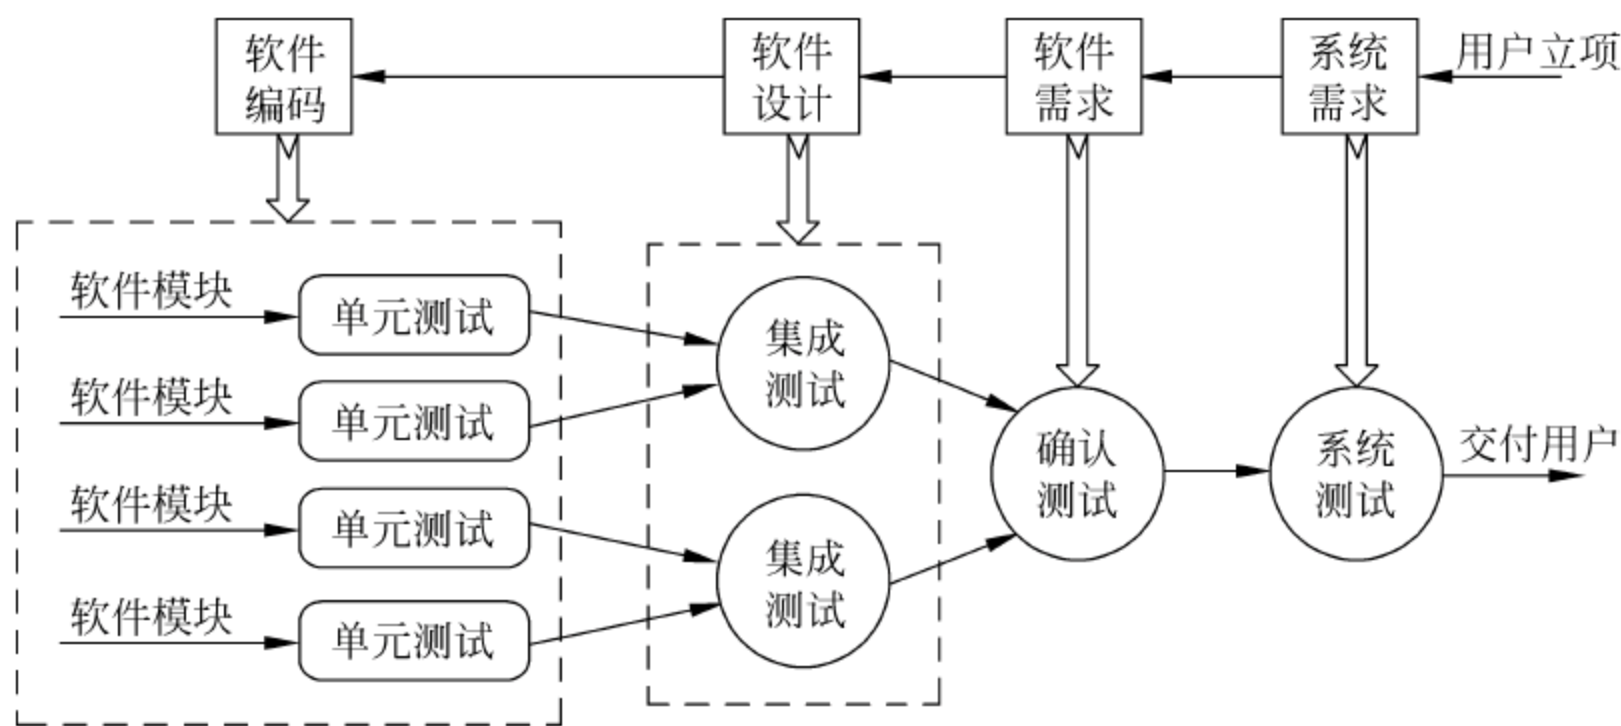 软件
编码
软件
设计
软件
需求
系统
需求
用户立项
软件模块
单元测试
软件模块
单元测试
软件模块
单元测试
软件模块
单元测试
集成
测试
集成
测试
确认
测试
系统
测试
交付用户